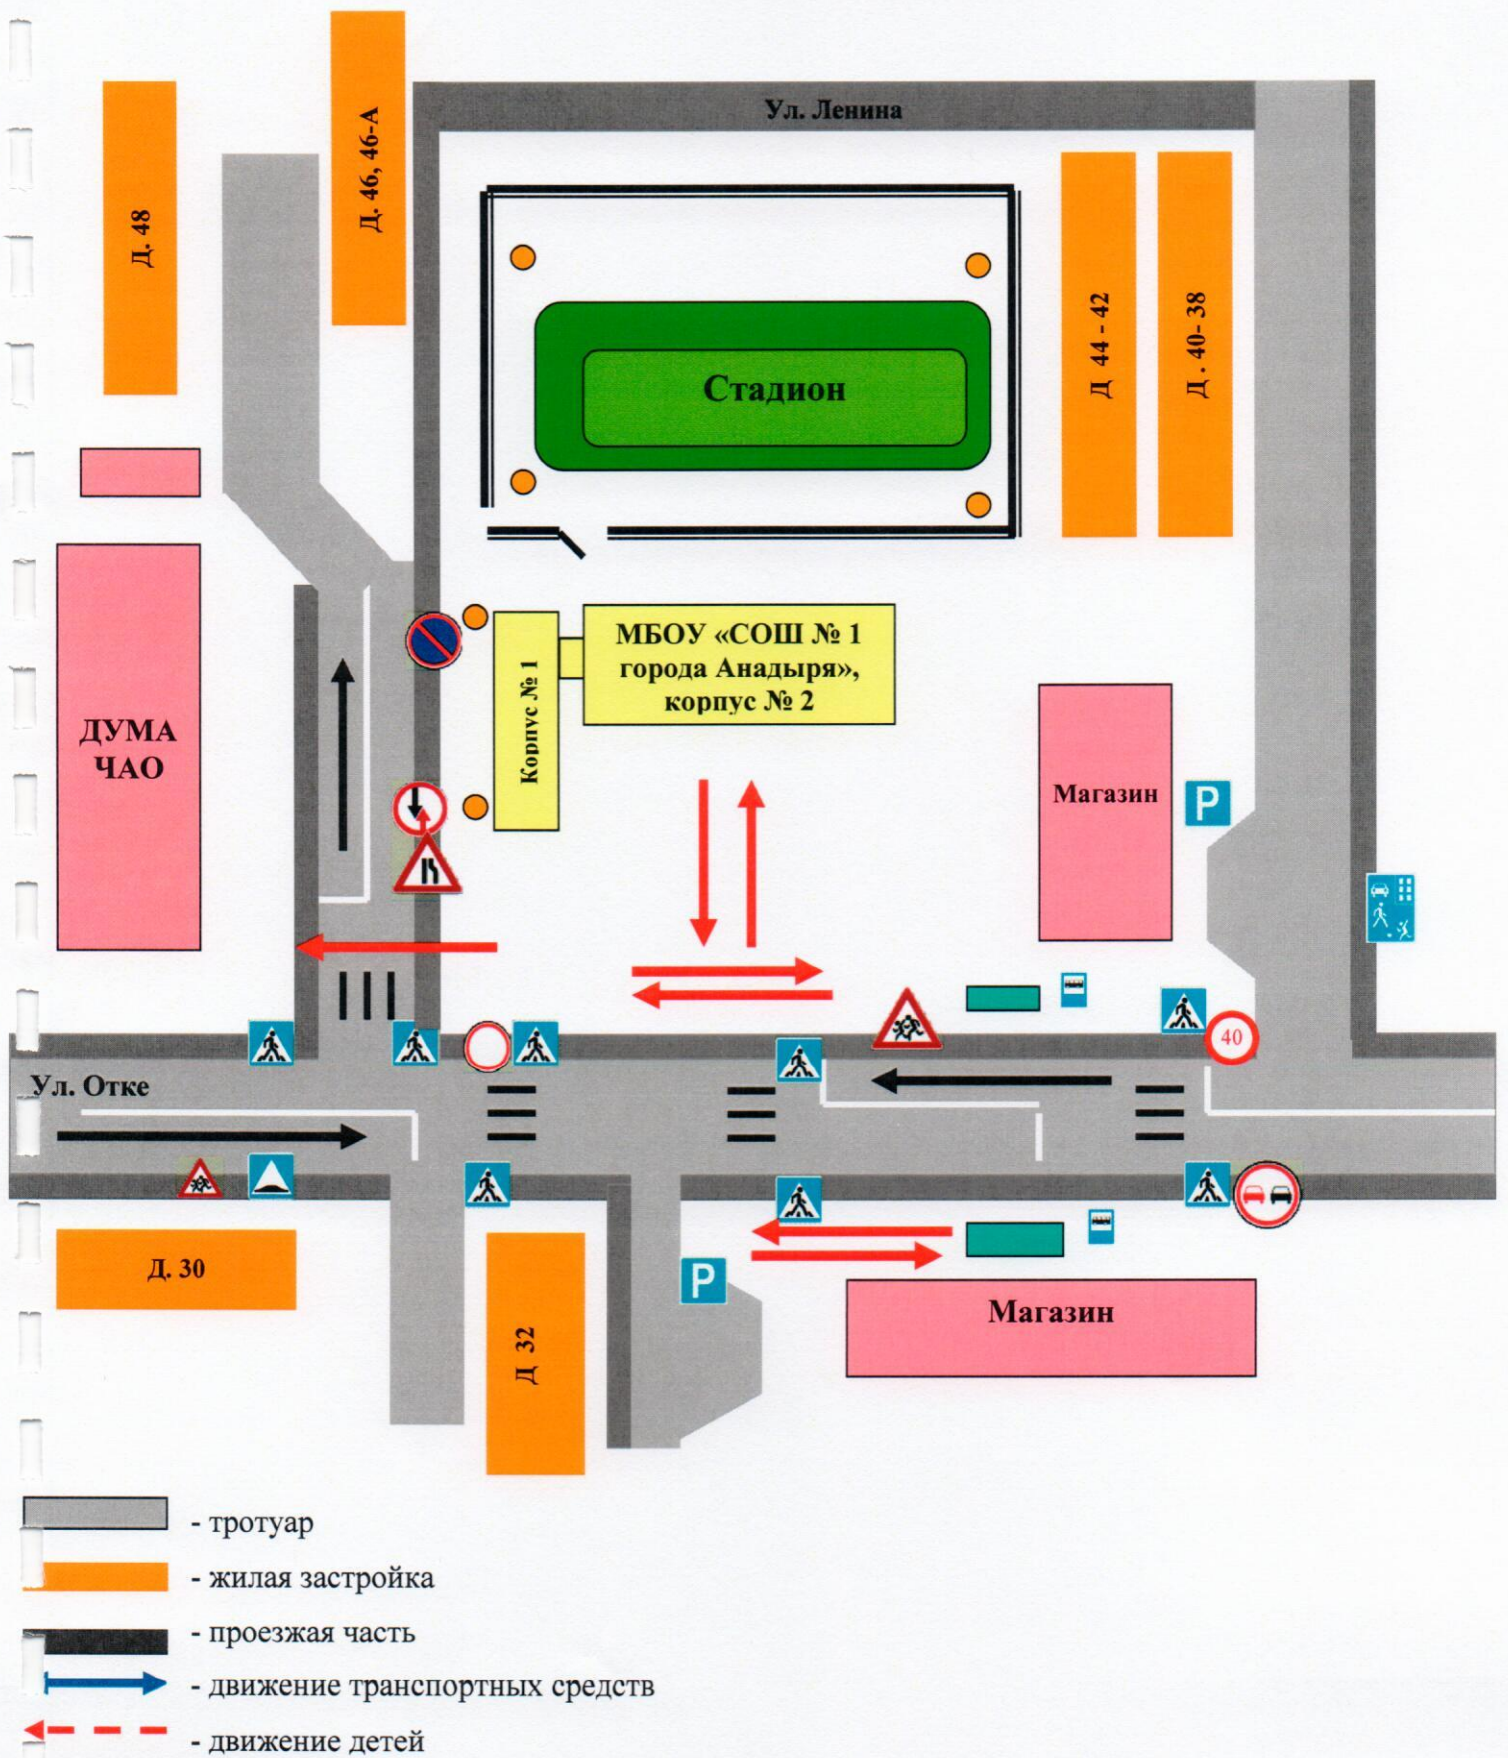 Ул. Ленина
Д. 48
Д. 46, 46-А
Стадион
Д 44 - 42
Д . 40- 38
МБОУ «СОШ № 1
города Анадыря»,
корпус № 2
Корпус № 1
ДУМА
ЧАО
Магазин
P
40
Ул. Отке
P
Д. 30
Д 32
Магазин
- тротуар
- жилая застройка
- проезжая часть
- движение транспортных средств
- движение детей